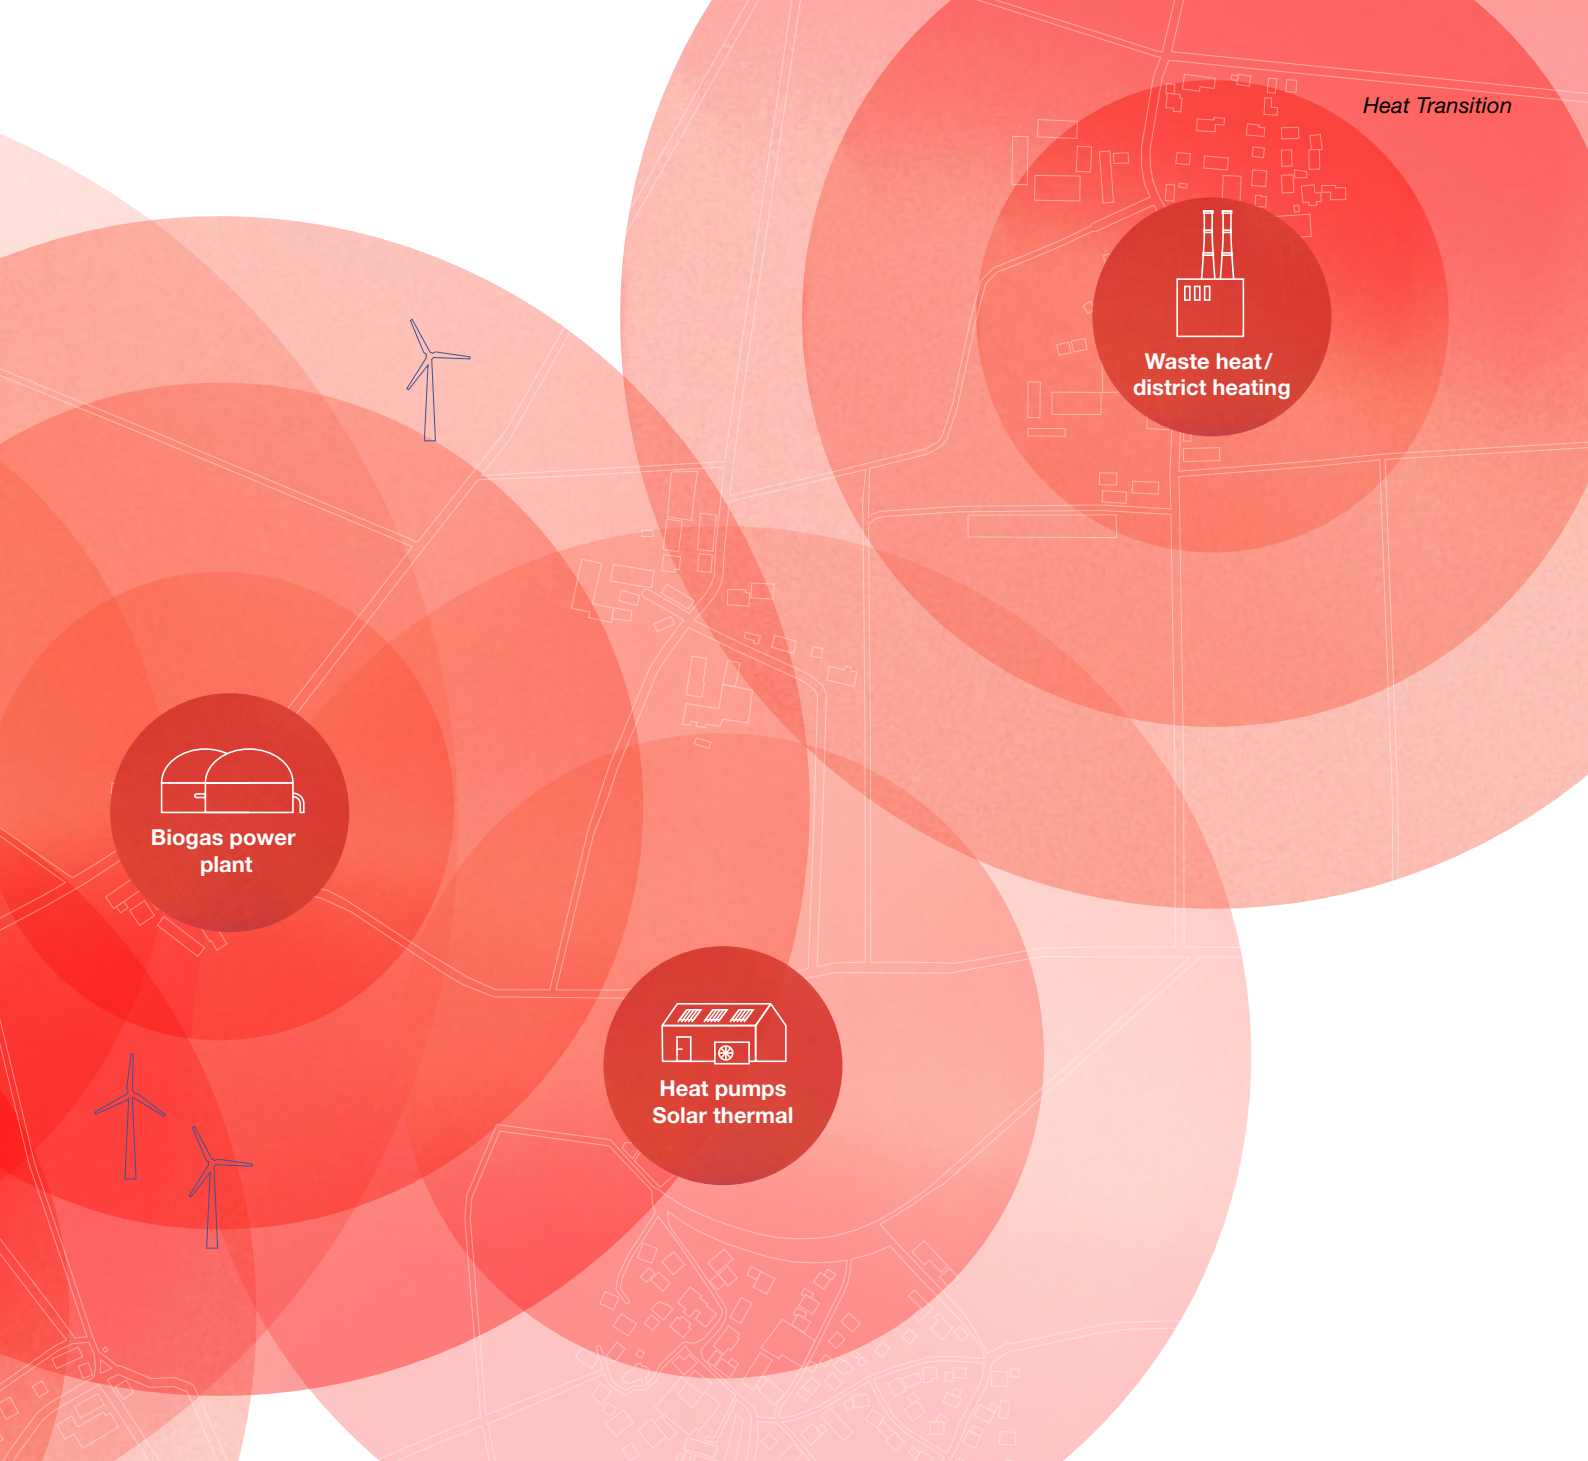 Heat Transition
Waste heat/
district heating
Biogas power
plant
Heat pumps
Solar thermal